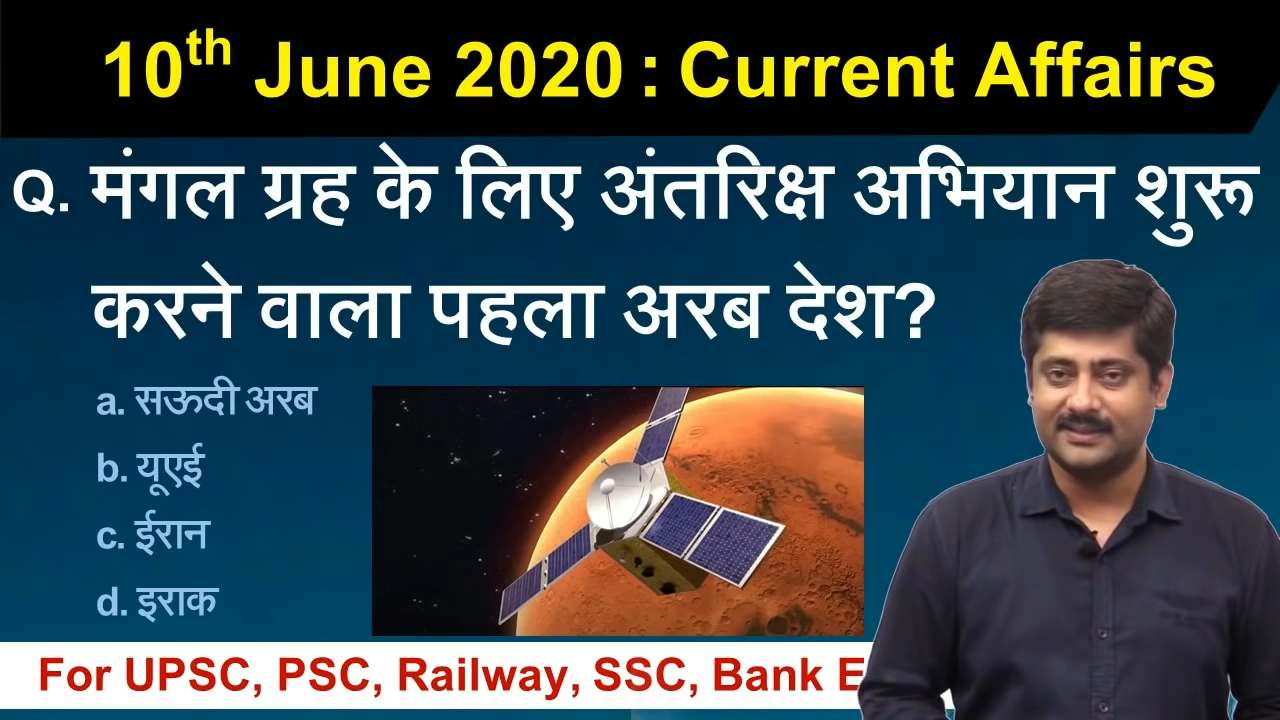 10th June 2020 : Current Affairs
Q. मंगल ग्रह के लिए अंतरिक्ष अभियान शुरू
करने वाला पहला अरब देश?
a. सऊदी अरब
b. यूएई
c. ईरान
d. इराक
For UPSC, PSC, Railway, SSC, Bank E